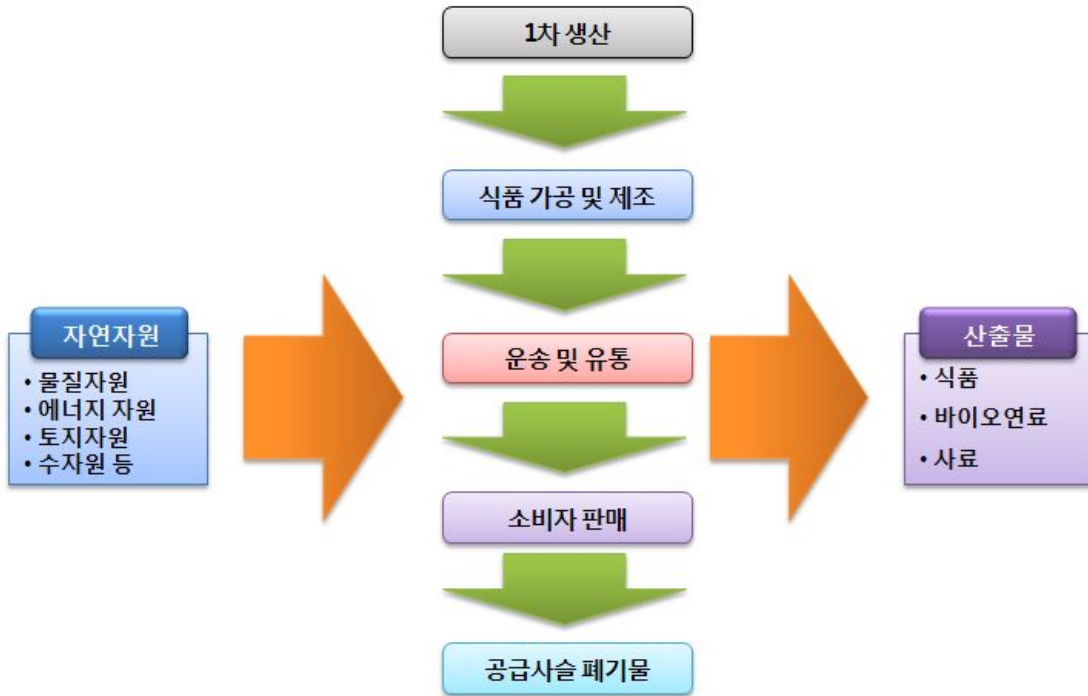 1차 생산
식품 가공 및 제조
자연자원
• 물질자원
• 에너지 자원
• 토지자원
• 수자원 등
운송 및 유통
산출물
• 식품
• 바이오연료
• 사료
소비자 판매
공급사슬 폐기물